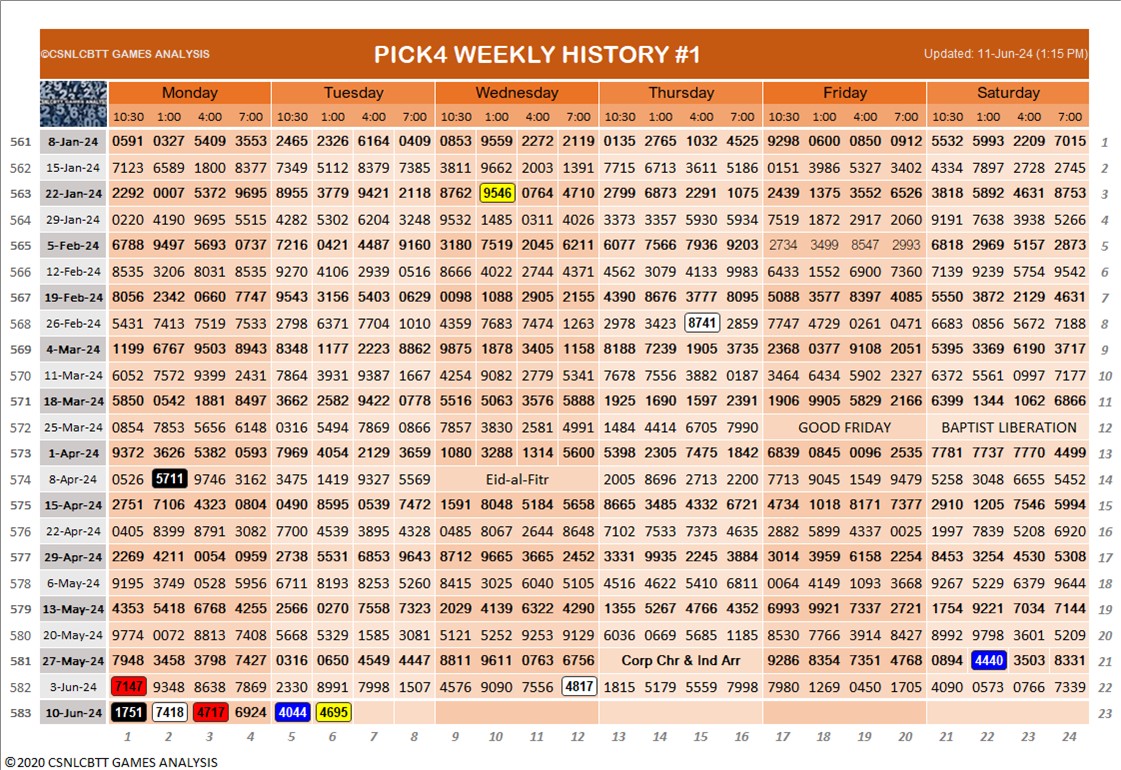 ©CSNLCBTT GAMES ANALYSIS PICK4 WEEKLY HISTORY #1 Updated: 11-Jun-24 (1:15 PM)
Monday Tuesday Wednesday Thursday Friday Saturday
10:30 1:00 4:00 7:00 10:30 1:00 4:00 7:00 10:30 1:00 4:00 7:00 10:30 1:00 4:00 7:00 10:30 1:00 4:00 7:00 10:30 1:00 4:00 7:00
561 8-Jan-24 0591 0327 5409 3553 2465 2326 6164 0409 0853 9559 2272 2119 0135 2765 1032 4525 9298 0600 0850 0912 5532 5993 2209 7015 1
562 15-Jan-24 7123 6589 1800 8377 7349 5112 8379 7385 3811 9662 2003 1391 7715 6713 3611 5186 0151 3986 5327 3402 4334 7897 2728 2745 2
563 22-Jan-24 2292 0007 5372 9695 8955 3779 9421 2118 8762 9546 0764 4710 2799 6873 2291 1075 2439 1375 3552 6526 3818 5892 4631 8753 3
564 29-Jan-24 0220 4190 9695 5515 4282 5302 6204 3248 9532 1485 0311 4026 3373 3357 5930 5934 7519 1872 2917 2060 9191 7638 3938 5266 4
565 5-Feb-24 6788 9497 5693 0737 7216 0421 4487 9160 3180 7519 2045 6211 6077 7566 7936 9203 2734 3499 8547 2993 6818 2969 5157 2873 5
566 12-Feb-24 8535 3206 8031 8535 9270 4106 2939 0516 8666 4022 2744 4371 4562 3079 4133 9983 6433 1552 6900 7360 7139 9239 5754 9542 6
567 19-Feb-24 8056 2342 0660 7747 9543 3156 5403 0629 0098 1088 2905 2155 4390 8676 3777 8095 5088 3577 8397 4085 5550 3872 2129 4631 7
568 26-Feb-24 5431 7413 7519 7533 2798 6371 7704 1010 4359 7683 7474 1263 2978 3423 8741 2859 7747 4729 0261 0471 6683 0856 5672 7188 8
569 4-Mar-24 1199 6767 9503 8943 8348 1177 2223 8862 9875 1878 3405 1158 8188 7239 1905 3735 2368 0377 9108 2051 5395 3369 6190 3717 9
570 11-Mar-24 6052 7572 9399 2431 7864 3931 9387 1667 4254 9082 2779 5341 7678 7556 3882 0187 3464 6434 5902 2327 6372 5561 0997 7177 10
571 18-Mar-24 5850 0542 1881 8497 3662 2582 9422 0778 5516 5063 3576 5888 1925 1690 1597 2391 1906 9905 5829 2166 6399 1344 1062 6866 11
572 25-Mar-24 0854 7853 5656 6148 0316 5494 7869 0866 7857 3830 2581 4991 1484 4414 6705 7990 GOOD FRIDAY BAPTIST LIBERATION 12
573 1-Apr-24 9372 3626 5382 0593 7969 4054 2129 3659 1080 3288 1314 5600 5398 2305 7475 1842 6839 0845 0096 2535 7781 7737 7770 4499 13
574 8-Apr-24 0526 5711 9746 3162 3475 1419 9327 5569 Eid-al-Fitr 2005 8696 2713 2200 7713 9045 1549 9479 5258 3048 6655 5452 14
575 15-Apr-24 2751 7106 4323 0804 0490 8595 0539 7472 1591 8048 5184 5658 8665 3485 4332 6721 4734 1018 8171 7377 2910 1205 7546 5994 15
576 22-Apr-24 0405 8399 8791 3082 7700 4539 3895 4328 0485 8067 2644 8648 7102 7533 7373 4635 2882 5899 4337 0025 1997 7839 5208 6920 16
577 29-Apr-24 2269 4211 0054 0959 2738 5531 6853 9643 8712 9665 3665 2452 3331 9935 2245 3884 3014 3959 6158 2254 8453 3254 4530 5308 17
578 6-May-24 9195 3749 0528 5956 6711 8193 8253 5260 8415 3025 6040 5105 4516 4622 5410 6811 0064 4149 1093 3668 9267 5229 6379 9644 18
579 13-May-24 4353 5418 6768 4255 2566 0270 7558 7323 2029 4139 6322 4290 1355 5267 4766 4352 6993 9921 7337 2721 1754 9221 7034 7144 19
580 20-May-24 9774 0072 8813 7408 5668 5329 1585 3081 5121 5252 9253 9129 6036 0669 5685 1185 8530 7766 3914 8427 8992 9798 3601 5209 20
581 27-May-24 7948 3458 3798 7427 0316 0650 4549 4447 8811 9611 0763 6756 Corp Chr & Ind Arr 9286 8354 7351 4768 0894 4440 3503 8331 21
582 3-Jun-24 7147 9348 8638 7869 2330 8991 7998 1507 4576 9090 7556 4817 1815 5179 5559 7998 7980 1269 0450 1705 4090 0573 0766 7339 22
583 10-Jun-24 1751 7418 4717 6924 4044 4695 23
1 2 3 4 5 6 7 8 9 10 11 12 13 14 15 16 17 18 19 20 21 22 23 24
©2020 CSNLCBTT GAMES ANALYSIS